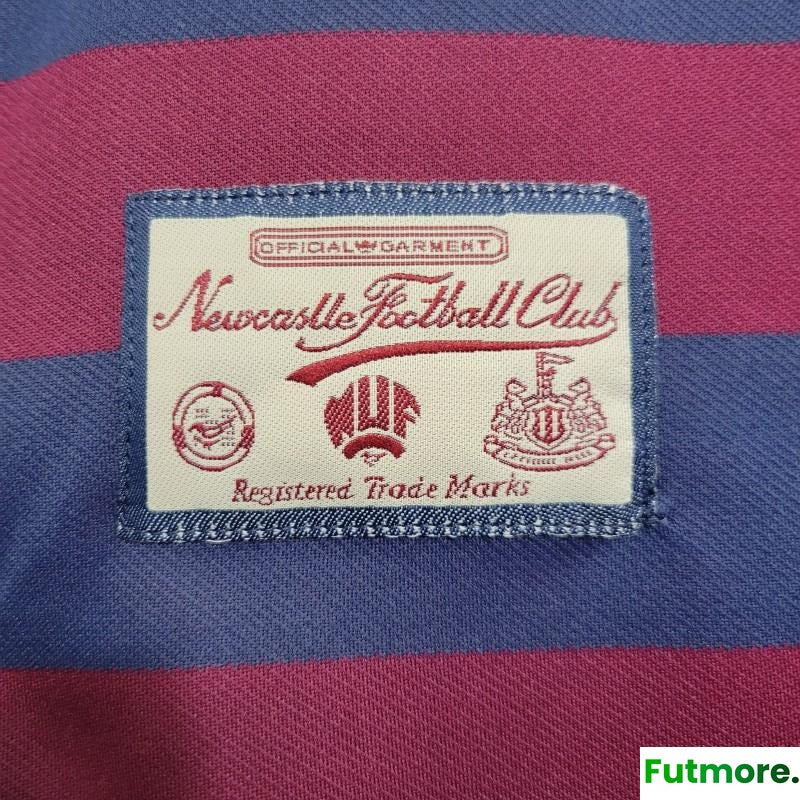 OFFICIAL GARMENT
Newcastle Football Club
NUF
Registered Trade Marks
Futmore.